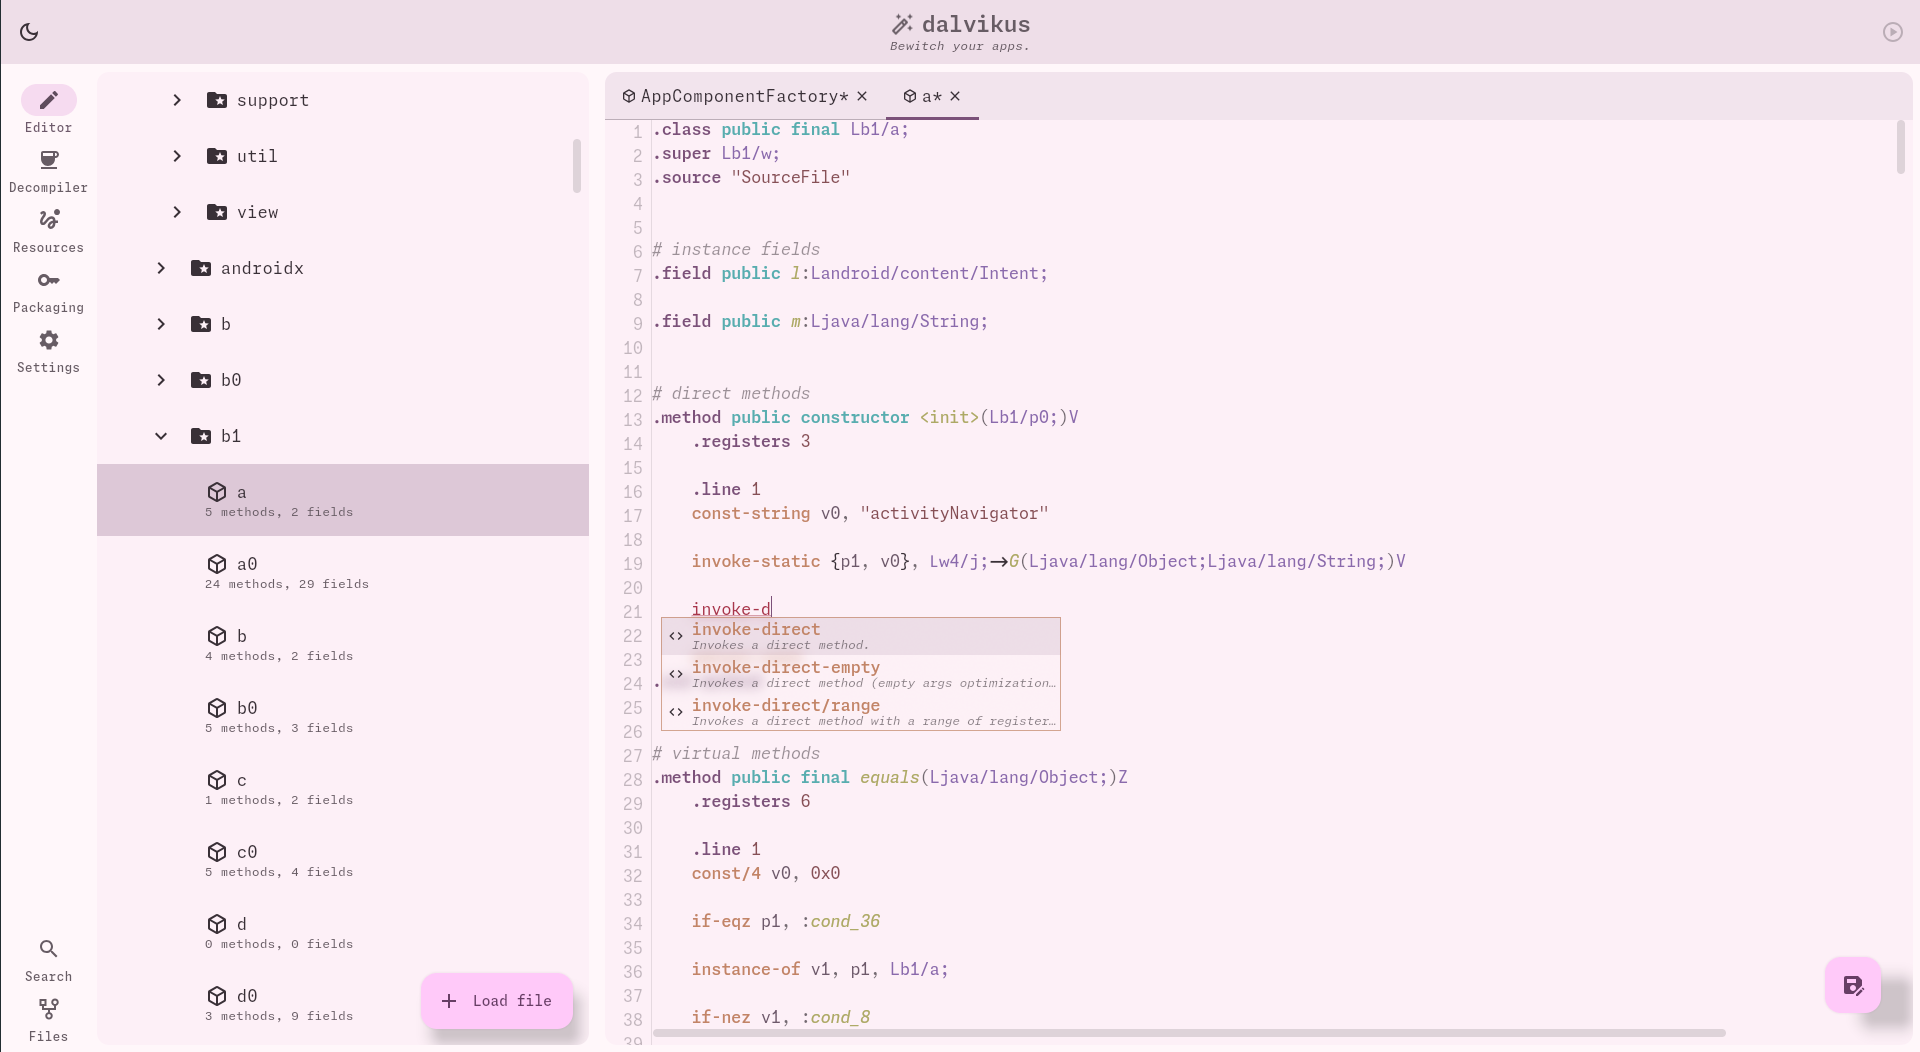 dalvikus
Bewitch your apps.
Editor
Decompiler
Resources
Packaging
Settings
Search
Files
support
util
view
androidx
b
b0
b1
a
5 methods, 2 fields
a0
24 methods, 29 fields
b
4 methods, 2 fields
b0
5 methods, 3 fields
c
1 methods, 2 fields
c0
5 methods, 4 fields
d
0 methods, 0 fields
d0
3 methods, 9 fields
Load file
AppComponentFactory* a*
1 .class public final Lb1/a;
2 .super Lb1/w;
3 .source "SourceFile"
4
5
6 # instance fields
7 .field public l:Landroid/content/Intent;
8
9 .field public m:Ljava/lang/String;
10
11
12 # direct methods
13 .method public constructor <init>(Lb1/p0;)V
14 .registers 3
15
16 .line 1
17 const-string v0, "activityNavigator"
18
19 invoke-static {p1, v0}, Lw4/j;->G(Ljava/lang/Object;Ljava/lang/String;)V
20
21 invoke-d
invoke-direct
Invokes a direct method.
invoke-direct-empty
Invokes a direct method (empty args optimization…
invoke-direct/range
Invokes a direct method with a range of register…
22
23
24 .
25
26
27 # virtual methods
28 .method public final equals(Ljava/lang/Object;)Z
29 .registers 6
30
31 .line 1
32 const/4 v0, 0x0
33
34 if-eqz p1, :cond_36
35
36 instance-of v1, p1, Lb1/a;
37
38 if-nez v1, :cond_8
39